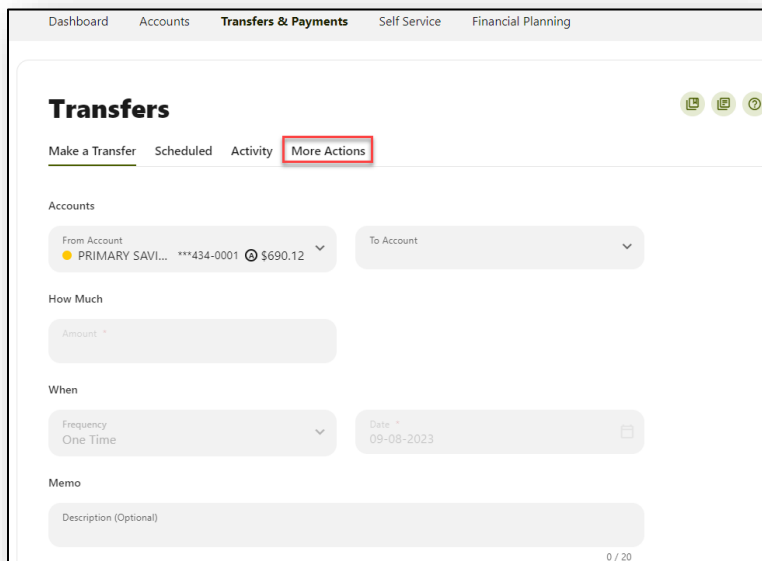 Dashboard Accounts Transfers & Payments Self Service Financial Planning
Transfers
Make a Transfer Scheduled Activity More Actions
Accounts
From Account
PRIMARY SAVI... ***434-0001 A $690.12
To Account
How Much
Amount *
When
Frequency
One Time
Date *
09-08-2023
Memo
Description (Optional)
0 / 20